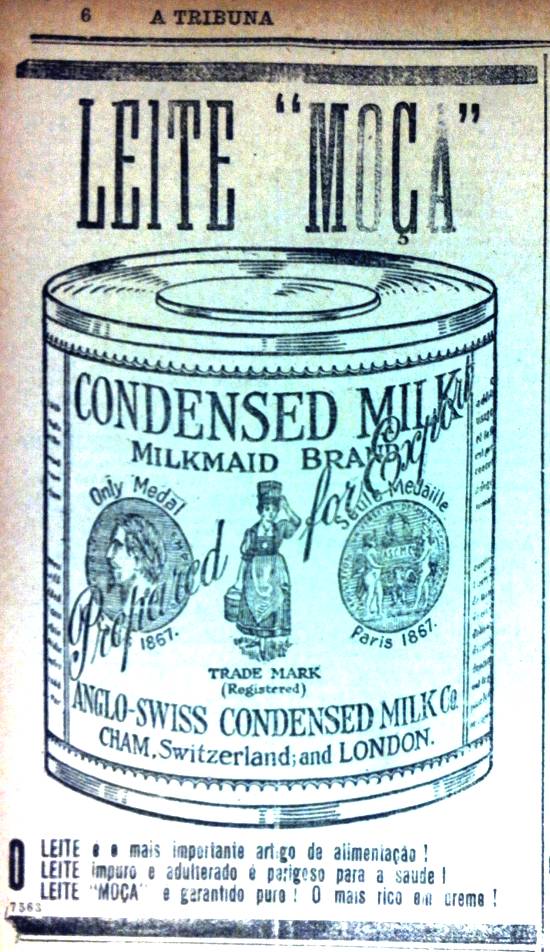 6 A TRIBUNA
LEITE "MOÇA"
CONDENSED MILK
MILKMAID BRAND
Prepared for Export
Only Medal
1867.
Seule Medaille
Paris 1867.
TRADE MARK
(Registered)
ANGLO-SWISS CONDENSED MILK Co.
CHAM, Switzerland; and LONDON.
O LEITE e o mais importante artigo de alimentação !
LEITE impuro e adulterado é perigoso para a saude !
LEITE "MOÇA" e garantido puro ! O mais rico em creme !
7563